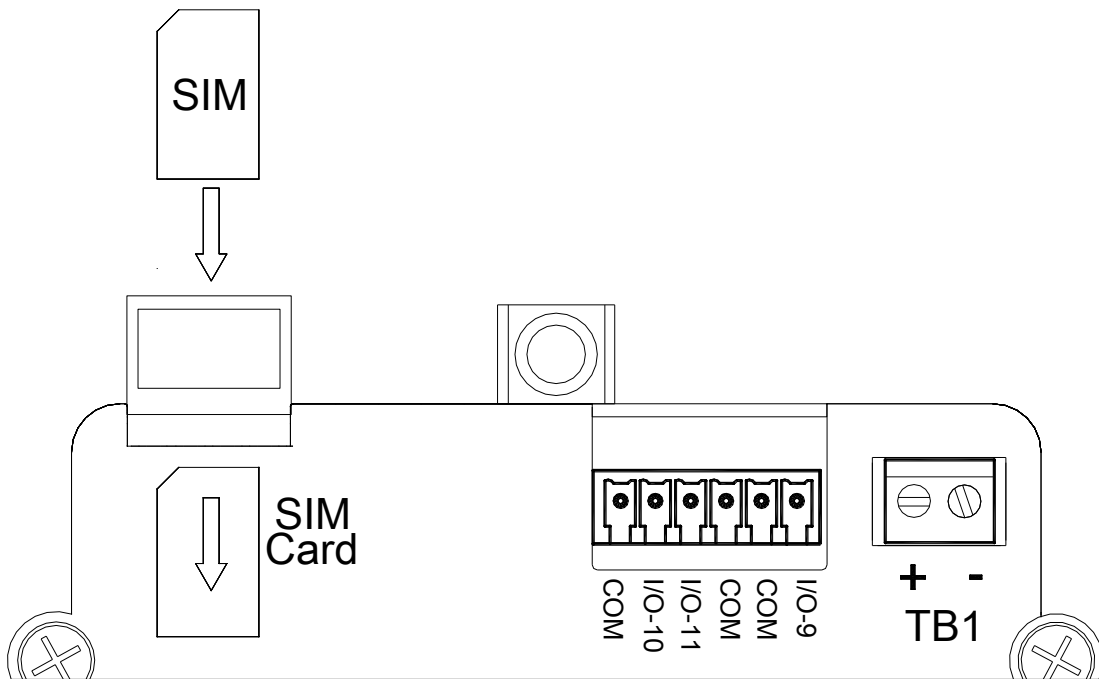 SIM
SIM
Card
COM
I/O-10
I/O-11
COM
COM
I/O-9
+ -
TB1